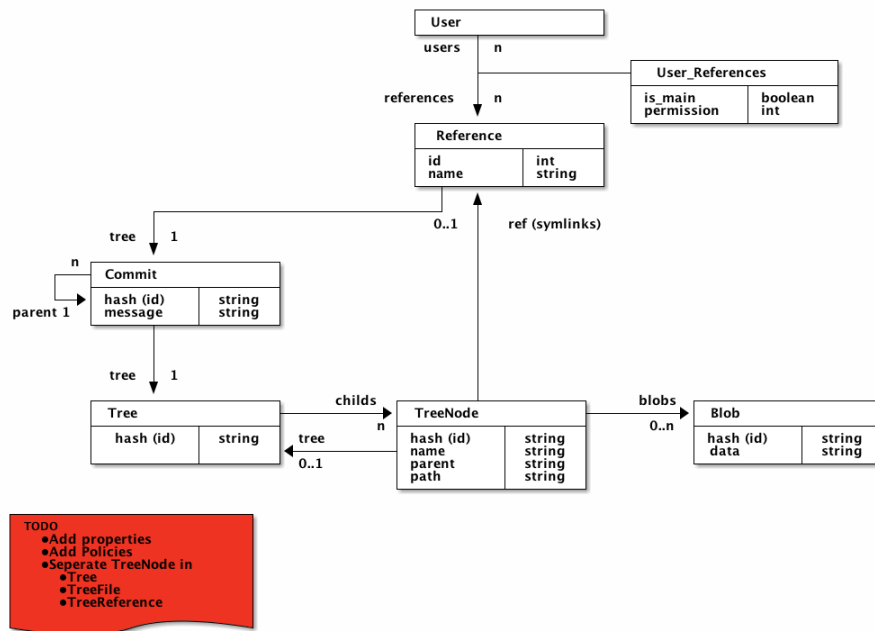 User
users n
User_References
is_main boolean
permission int
references n
Reference
id int
name string
0..1 ref (symlinks)
tree 1
n
Commit
hash (id) string
message string
parent 1
tree 1
childs
blobs
Tree
TreeNode
Blob
n
0..n
hash (id) string
tree
0..1
hash (id) string
name string
parent string
path string
hash (id) string
data string
TODO
●Add properties
●Add Policies
●Seperate TreeNode in
●Tree
●TreeFile
●TreeReference